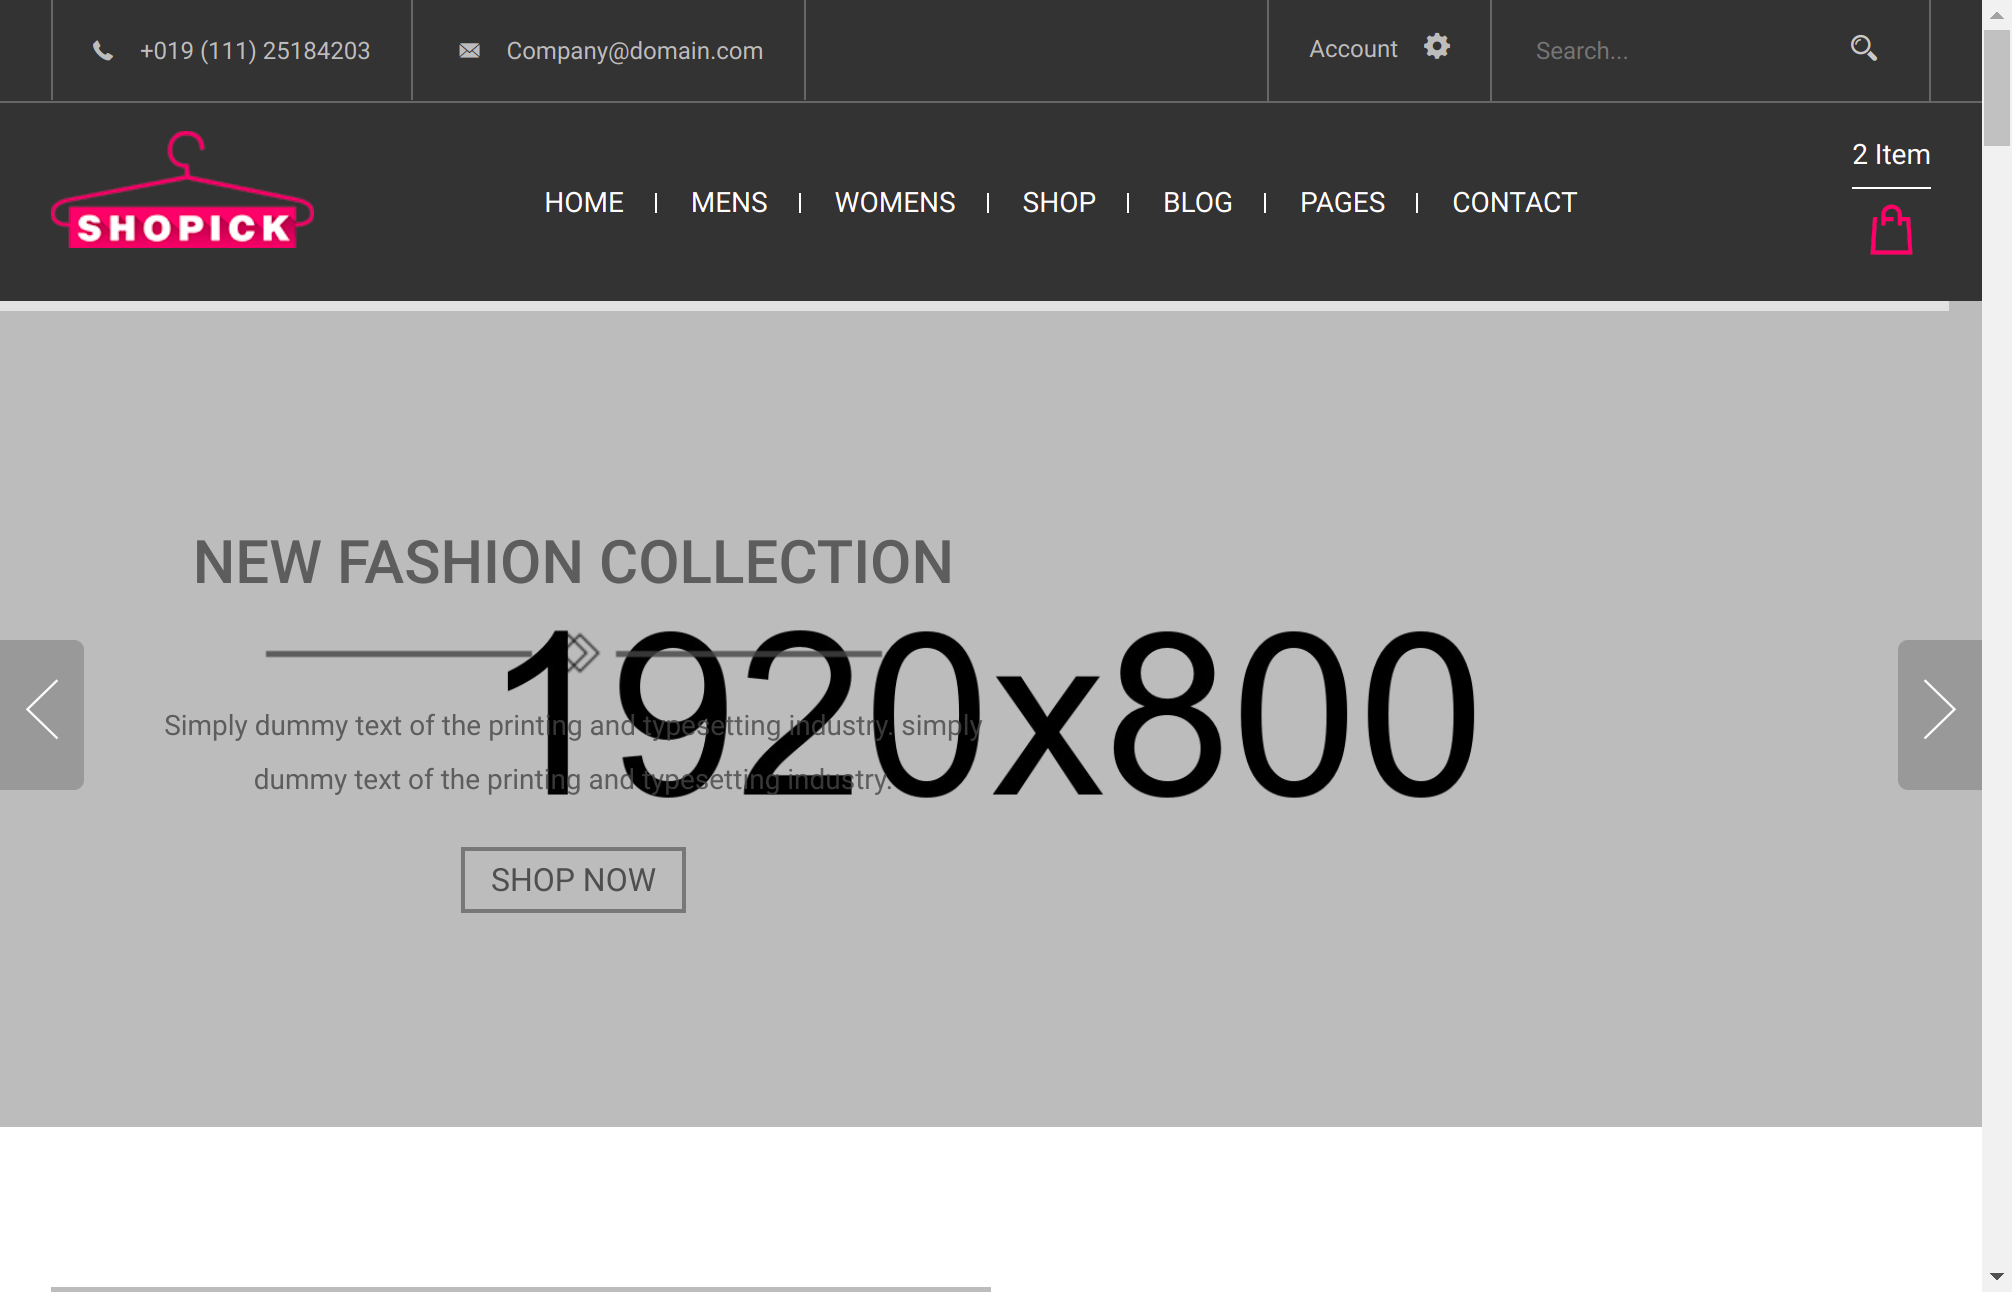 +019 (111) 25184203
Company@domain.com
Account
Search...
SHOPICK
HOME
MENS
WOMENS
SHOP
BLOG
PAGES
CONTACT
2 Item
NEW FASHION COLLECTION
1920x800
Simply dummy text of the printing and typesetting industry. simply
dummy text of the printing and typesetting industry.
SHOP NOW